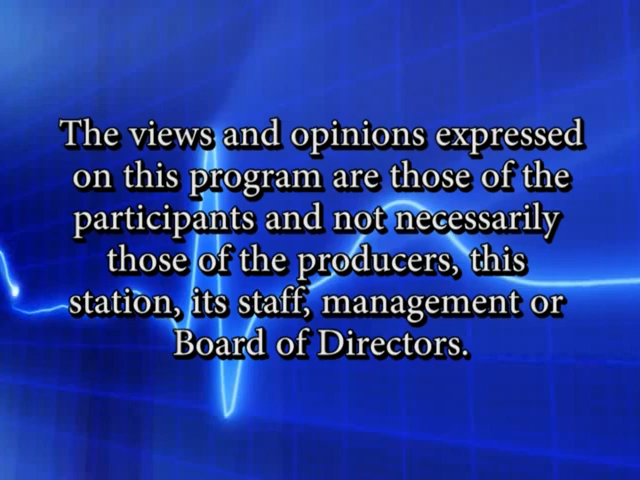 The views and opinions expressed
on this program are those of the
participants and not necessarily
those of the producers, this
station, its staff, management or
Board of Directors.